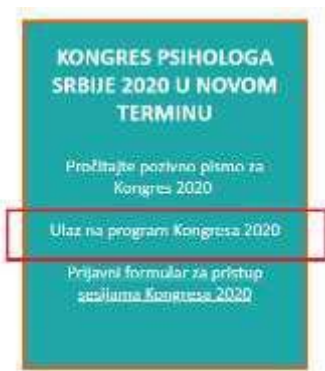 KONGRES PSIHOLOGA
SRBIJE 2020 U NOVOM
TERMINU
Pročitajte pozivno pismo za
Kongres 2020
Ulaz na program Kongresa 2020
Prijavni formular za pristup
sesijama Kongresa 2020